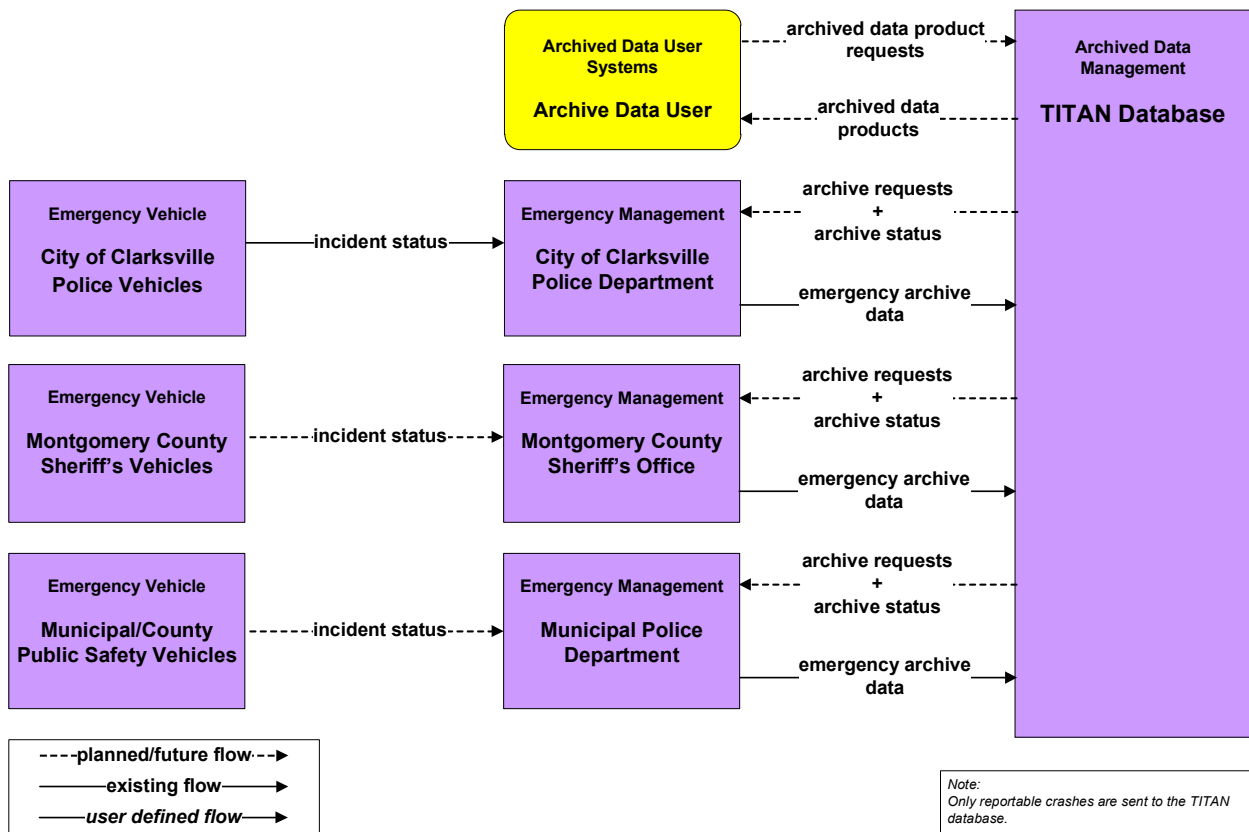 Archived Data User
Systems
Archive Data User
archived data product
requests
archived data
products
Archived Data
Management
TITAN Database
Emergency Vehicle
City of Clarksville
Police Vehicles
incident status
Emergency Management
City of Clarksville
Police Department
archive requests
+
archive status
emergency archive
data
Emergency Vehicle
Montgomery County
Sheriff's Vehicles
incident status
Emergency Management
Montgomery County
Sheriff's Office
archive requests
+
archive status
emergency archive
data
Emergency Vehicle
Municipal/County
Public Safety Vehicles
incident status
Emergency Management
Municipal Police
Department
archive requests
+
archive status
emergency archive
data
planned/future flow
existing flow
user defined flow
Note:
Only reportable crashes are sent to the TITAN
database.